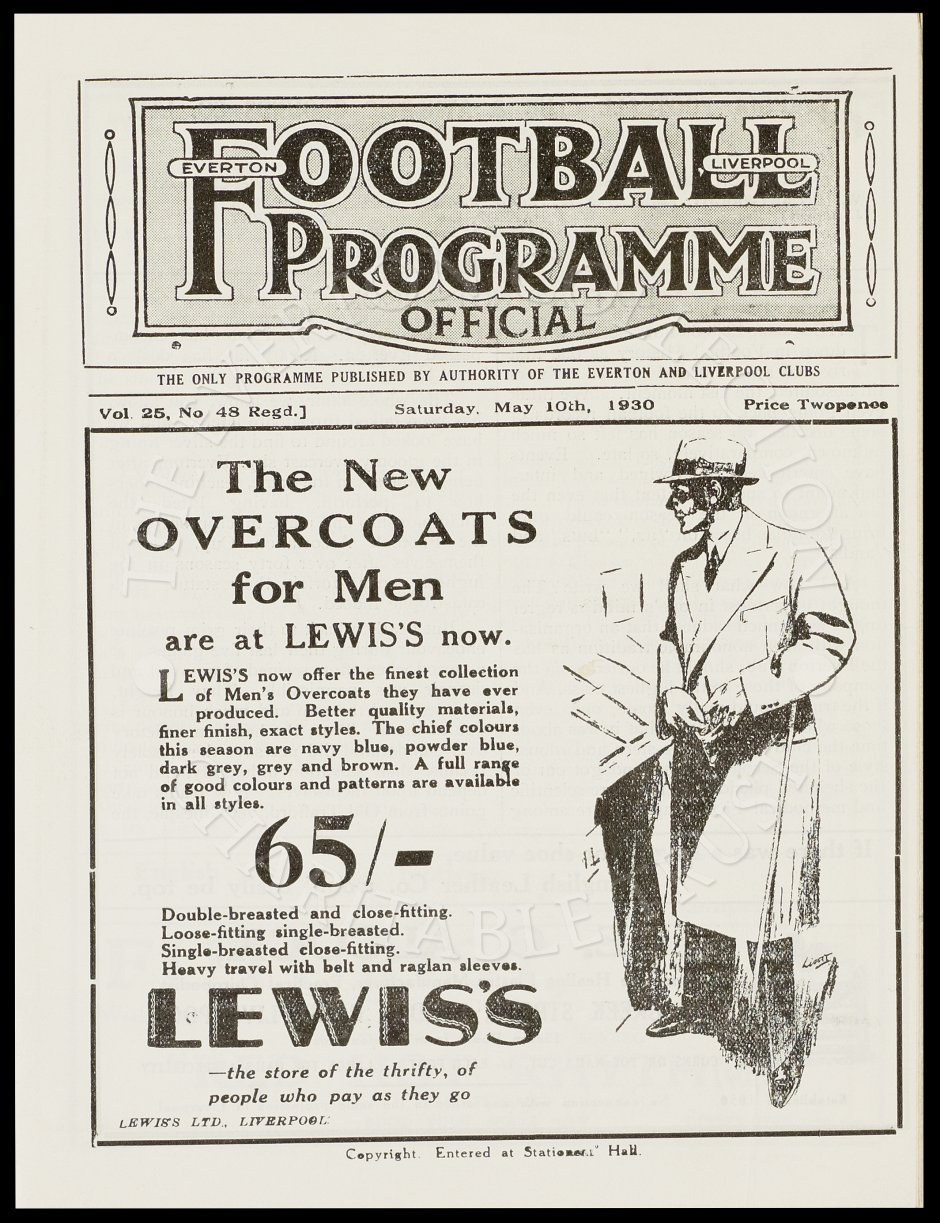 EVERTON FOOTBALL LIVERPOOL
PROGRAMME
OFFICIAL
THE ONLY PROGRAMME PUBLISHED BY AUTHORITY OF THE EVERTON AND LIVERPOOL CLUBS
Vol. 25, No 48 Regd.] Saturday, May 10th, 1930 Price Twopence
The New
OVERCOATS
for Men
are at LEWIS'S now.
LEWIS'S now offer the finest collection
of Men's Overcoats they have ever
produced. Better quality materials,
finer finish, exact styles. The chief colours
this season are navy blue, powder blue,
dark grey, grey and brown. A full range
of good colours and patterns are available
in all styles.
65/-
Double-breasted and close-fitting.
Loose-fitting single-breasted.
Single-breasted close-fitting.
Heavy travel with belt and raglan sleeves.
LEWIS'S
—the store of the thrifty, of
people who pay as they go
LEWIS'S LTD., LIVERPOOL.
Copyright. Entered at Stationers' Hall.
THE EVERTON COLLECTION
CHARITABLE TRUST